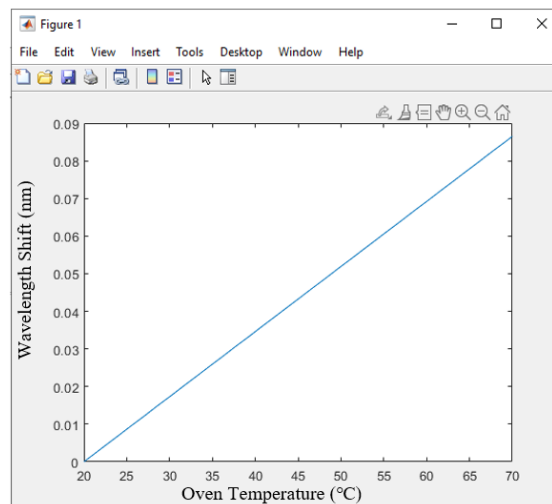 Figure 1
File Edit View Insert Tools Desktop Window Help
0.09
0.08
0.07
0.06
0.05
0.04
0.03
0.02
0.01
0
Wavelength Shift (nm)
20 25 30 35 40 45 50 55 60 65 70
Oven Temperature (℃)